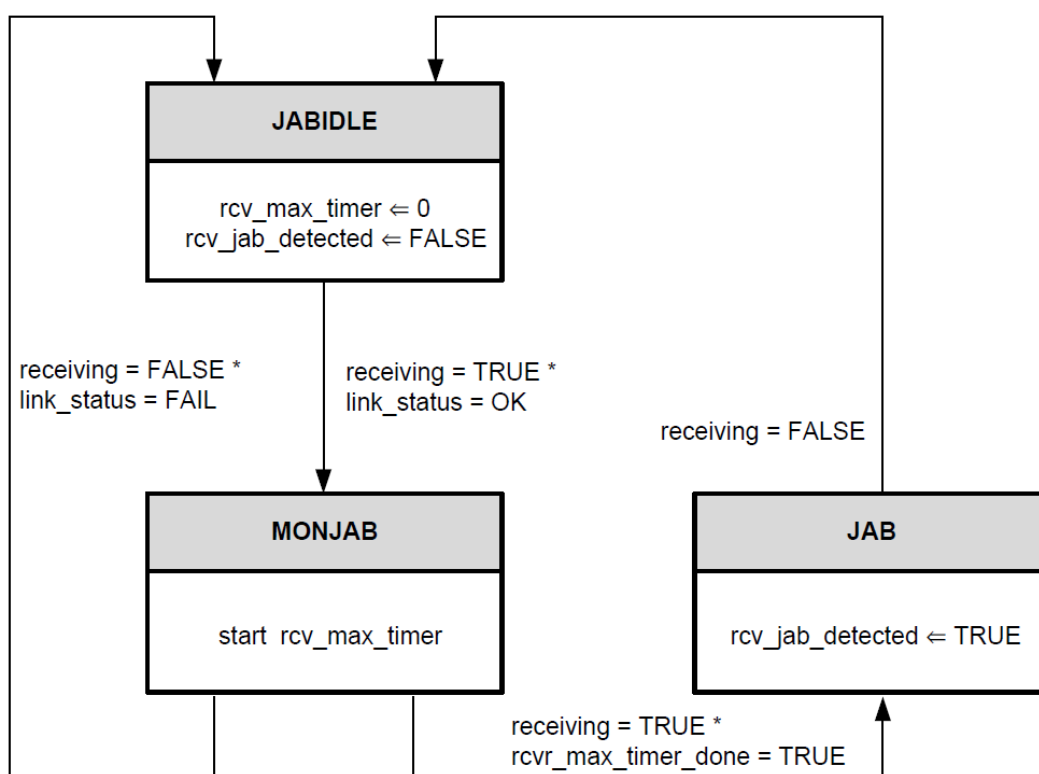 JABIDLE
rcv_max_timer ⇐ 0
rcv_jab_detected ⇐ FALSE
receiving = FALSE *
link_status = FAIL
receiving = TRUE *
link_status = OK
receiving = FALSE
MONJAB
start rcv_max_timer
JAB
rcv_jab_detected ⇐ TRUE
receiving = TRUE *
rcvr_max_timer_done = TRUE